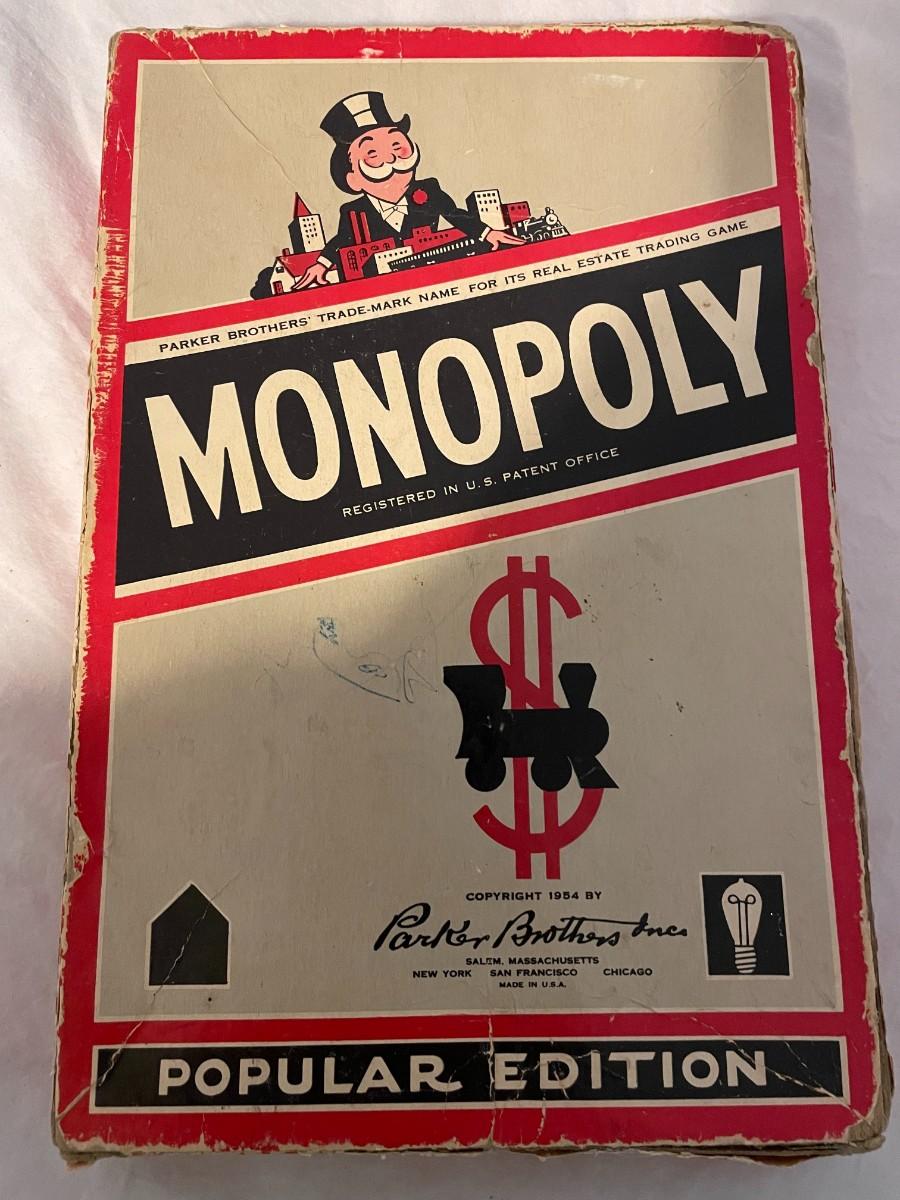 PARKER BROTHERS' TRADE-MARK NAME FOR ITS REAL ESTATE TRADING GAME
MONOPOLY
REGISTERED IN U.S. PATENT OFFICE
$
COPYRIGHT 1954 BY
Parker Brothers Inc.
SALEM, MASSACHUSETTS
NEW YORK SAN FRANCISCO CHICAGO
MADE IN U.S.A.
POPULAR EDITION